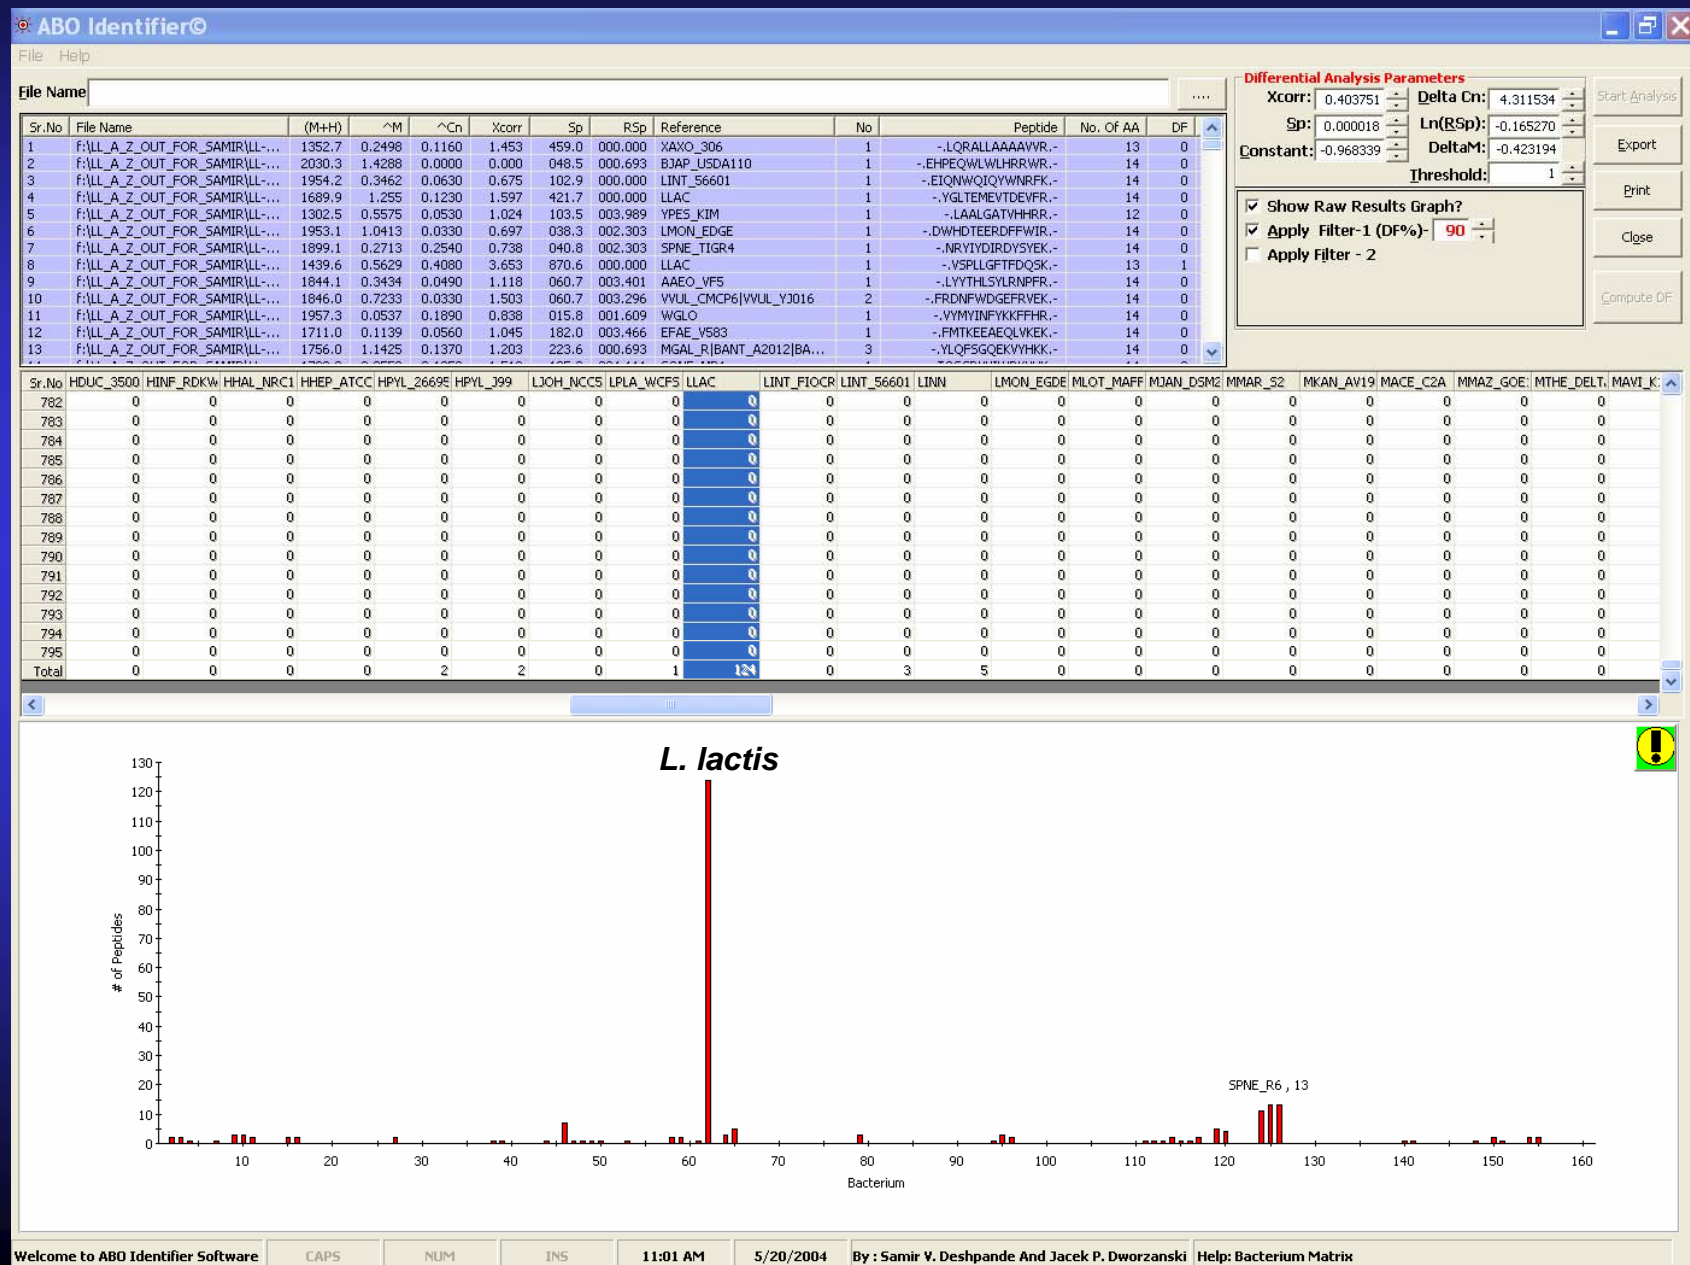 ABO Identifier©
File Help
File Name ....
Differential Analysis Parameters
Xcorr: 0.403751 Delta Cn: 4.311534
Sp: 0.000018 Ln(RSp): -0.165270
Constant: -0.968339 DeltaM: -0.423194
Threshold: 1
Show Raw Results Graph?
Apply Filter-1 (DF%)- 90
Apply Filter - 2
Start Analysis
Export
Print
Close
Compute DF
Sr.No File Name (M+H) ^M ^Cn Xcorr Sp RSp Reference No Peptide No. Of AA DF
1 f:\LL_A_Z_OUT_FOR_SAMIR\LL-... 1352.7 0.2498 0.1160 1.453 459.0 000.000 XAXO_306 1 -.LQRALLAAAAVVR.- 13 0
2 f:\LL_A_Z_OUT_FOR_SAMIR\LL-... 2030.3 1.4288 0.0000 0.000 048.5 000.693 BJAP_USDA110 1 -.EHPEQWLWLHRRWR.- 14 0
3 f:\LL_A_Z_OUT_FOR_SAMIR\LL-... 1954.2 0.3462 0.0630 0.675 102.9 000.000 LINT_56601 1 -.EIQNWQIQYWNRFK.- 14 0
4 f:\LL_A_Z_OUT_FOR_SAMIR\LL-... 1689.9 1.255 0.1230 1.597 421.7 000.000 LLAC 1 -.YGLTEMEVTDEVFR.- 14 0
5 f:\LL_A_Z_OUT_FOR_SAMIR\LL-... 1302.5 0.5575 0.0530 1.024 103.5 003.989 YPES_KIM 1 -.LAALGATVHHRR.- 12 0
6 f:\LL_A_Z_OUT_FOR_SAMIR\LL-... 1953.1 1.0413 0.0330 0.697 038.3 002.303 LMON_EDGE 1 -.DWHDTEERDFFWIR.- 14 0
7 f:\LL_A_Z_OUT_FOR_SAMIR\LL-... 1899.1 0.2713 0.2540 0.738 040.8 002.303 SPNE_TIGR4 1 -.NRYIYDIRDYSYEK.- 14 0
8 f:\LL_A_Z_OUT_FOR_SAMIR\LL-... 1439.6 0.5629 0.4080 3.653 870.6 000.000 LLAC 1 -.VSPLLGFTFDQSK.- 13 1
9 f:\LL_A_Z_OUT_FOR_SAMIR\LL-... 1844.1 0.3434 0.0490 1.118 060.7 003.401 AAEO_VF5 1 -.LYYTHLSYLRNPFR.- 14 0
10 f:\LL_A_Z_OUT_FOR_SAMIR\LL-... 1846.0 0.7233 0.0330 1.503 060.7 003.296 VVUL_CMCP6|VVUL_YJ016 2 -.FRDNFWDGEFRVEK.- 14 0
11 f:\LL_A_Z_OUT_FOR_SAMIR\LL-... 1957.3 0.0537 0.1890 0.838 015.8 001.609 WGLO 1 -.VYMYINFYKKFFHR.- 14 0
12 f:\LL_A_Z_OUT_FOR_SAMIR\LL-... 1711.0 0.1139 0.0560 1.045 182.0 003.466 EFAE_V583 1 -.FMTKEEAEQLVKEK.- 14 0
13 f:\LL_A_Z_OUT_FOR_SAMIR\LL-... 1756.0 1.1425 0.1370 1.203 223.6 000.693 MGAL_R|BANT_A2012|BA... 3 -.YLQFSGQEKVYHKK.- 14 0
Sr.No HDUC_3500 HINF_RDKW HHAL_NRC1 HHEP_ATCC HPYL_26695 HPYL_J99 LJOH_NCC5 LPLA_WCFS LLAC LINT_FIOCR LINT_56601 LINN LMON_EGDE MLOT_MAFF MJAN_DSM2 MMAR_S2 MKAN_AV19 MACE_C2A MMAZ_GOE MTHE_DELT. MAVI_K
782 0 0 0 0 0 0 0 0 0 0 0 0 0 0 0 0 0 0 0 0
783 0 0 0 0 0 0 0 0 0 0 0 0 0 0 0 0 0 0 0 0
784 0 0 0 0 0 0 0 0 0 0 0 0 0 0 0 0 0 0 0 0
785 0 0 0 0 0 0 0 0 0 0 0 0 0 0 0 0 0 0 0 0
786 0 0 0 0 0 0 0 0 0 0 0 0 0 0 0 0 0 0 0 0
787 0 0 0 0 0 0 0 0 0 0 0 0 0 0 0 0 0 0 0 0
788 0 0 0 0 0 0 0 0 0 0 0 0 0 0 0 0 0 0 0 0
789 0 0 0 0 0 0 0 0 0 0 0 0 0 0 0 0 0 0 0 0
790 0 0 0 0 0 0 0 0 0 0 0 0 0 0 0 0 0 0 0 0
791 0 0 0 0 0 0 0 0 0 0 0 0 0 0 0 0 0 0 0 0
792 0 0 0 0 0 0 0 0 0 0 0 0 0 0 0 0 0 0 0 0
793 0 0 0 0 0 0 0 0 0 0 0 0 0 0 0 0 0 0 0 0
794 0 0 0 0 0 0 0 0 0 0 0 0 0 0 0 0 0 0 0 0
795 0 0 0 0 0 0 0 0 0 0 0 0 0 0 0 0 0 0 0 0
Total 0 0 0 0 2 2 0 1 124 0 3 5 0 0 0 0 0 0 0 0
L. lactis
130
120
110
100
90
80
70
60
50
40
30
20
10
0
# of Peptides
SPNE_R6 , 13
10 20 30 40 50 60 70 80 90 100 110 120 130 140 150 160
Bacterium
Welcome to ABO Identifier Software CAPS NUM INS 11:01 AM 5/20/2004 By : Samir V. Deshpande And Jacek P. Dworzanski Help: Bacterium Matrix